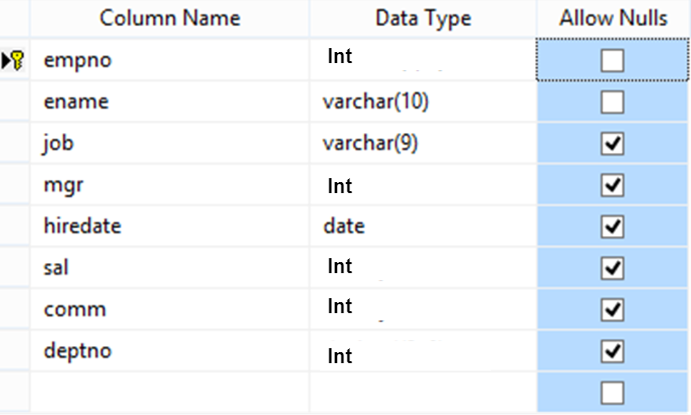 Column Name Data Type Allow Nulls
empno Int
ename varchar(10)
job varchar(9)
mgr Int
hiredate date
sal Int
comm Int
deptno Int